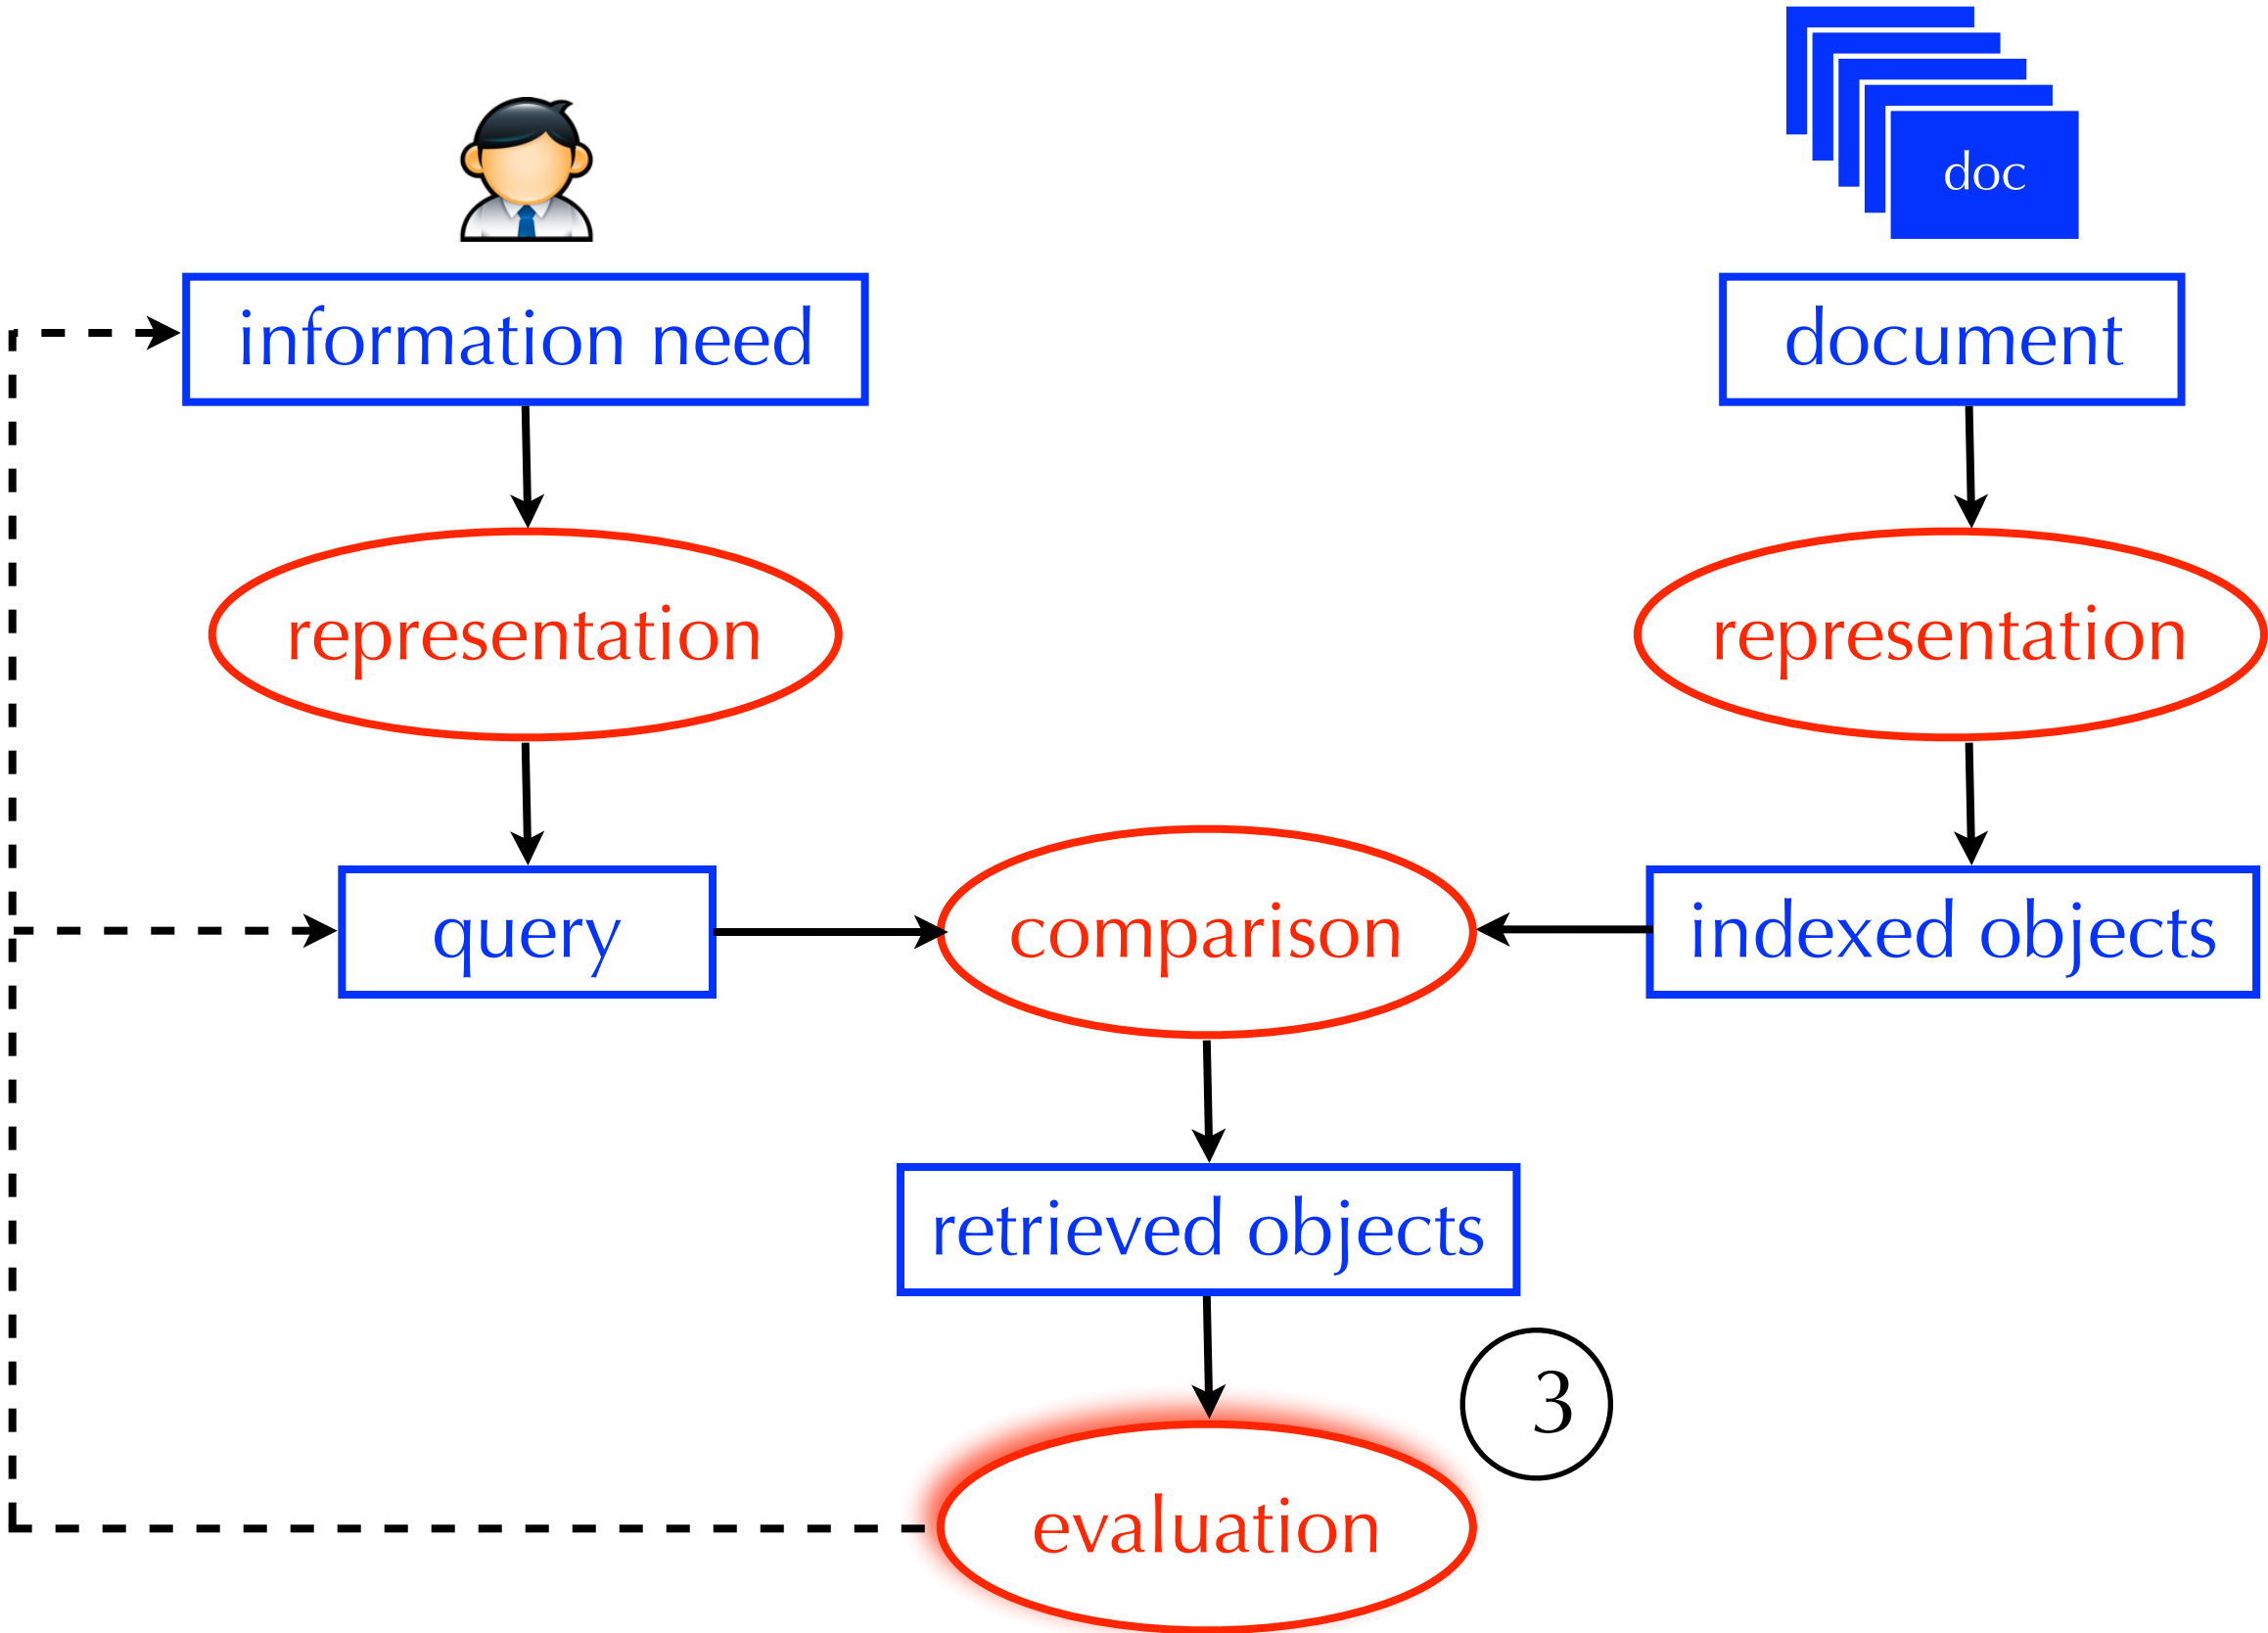 doc
information need
document
representation
representation
query
comparison
indexed objects
retrieved objects
3
evaluation